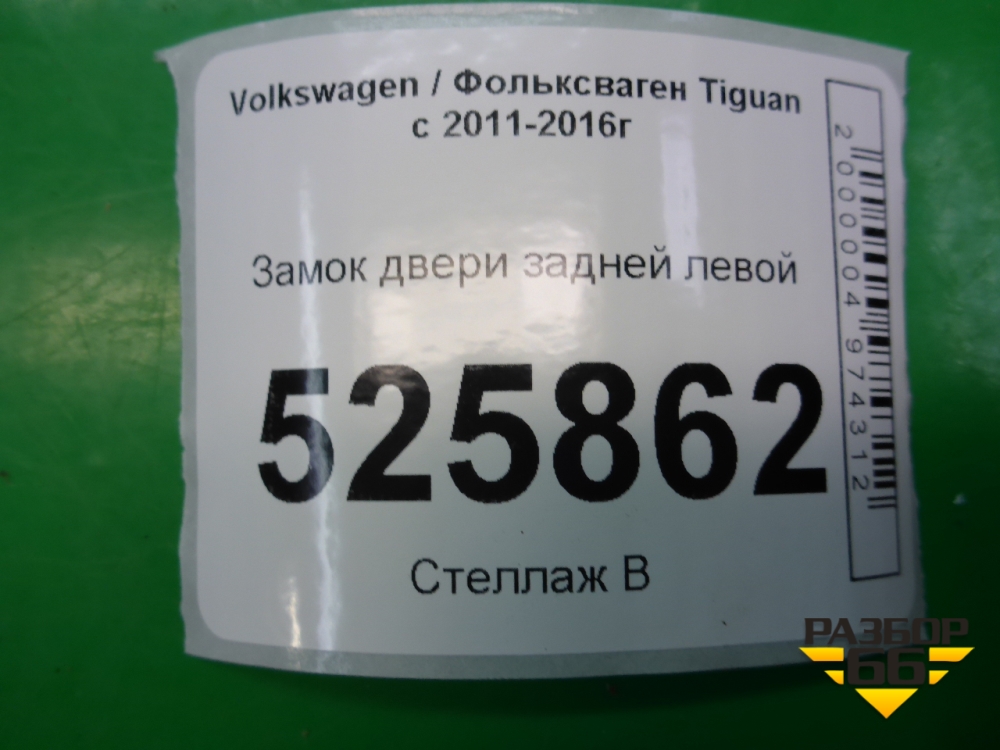 Volkswagen / Фольксваген Tiguan
с 2011-2016г
Замок двери задней левой
525862
Стеллаж В
2000004974312
РАЗБОР
66